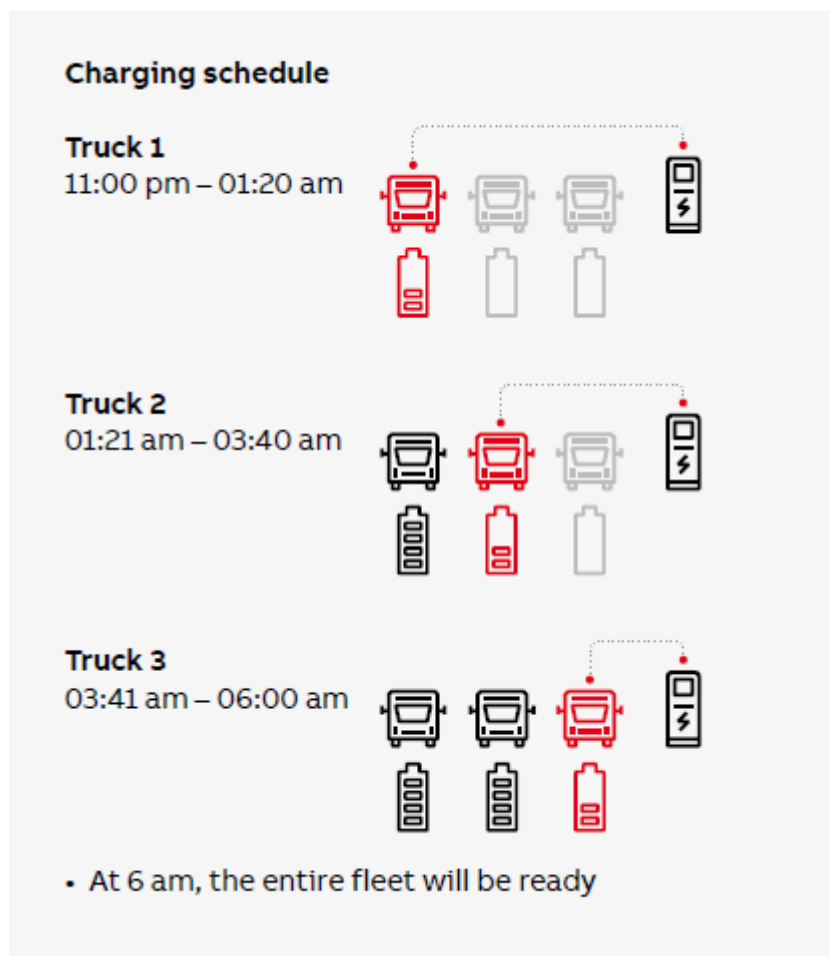 Charging schedule
Truck 1
11:00 pm – 01:20 am
Truck 2
01:21 am – 03:40 am
Truck 3
03:41 am – 06:00 am
• At 6 am, the entire fleet will be ready